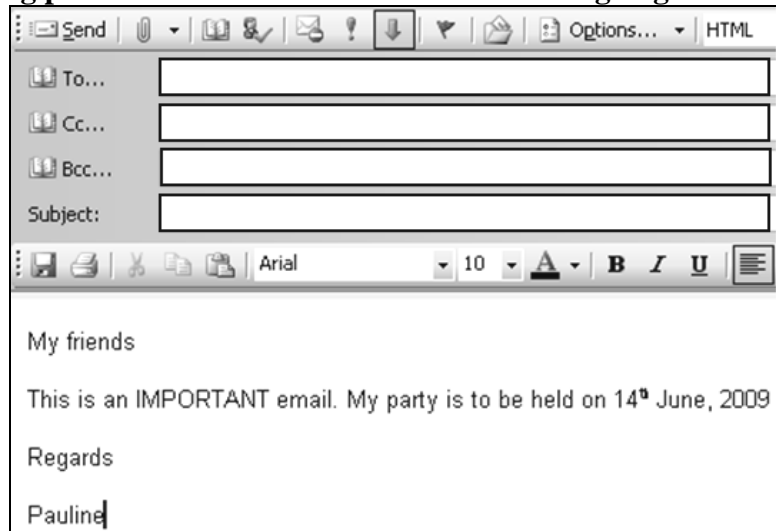 Send Options... HTML
To...
Cc...
Bcc...
Subject:
Arial 10 A B I U
My friends
This is an IMPORTANT email. My party is to be held on 14th June, 2009
Regards
Pauline